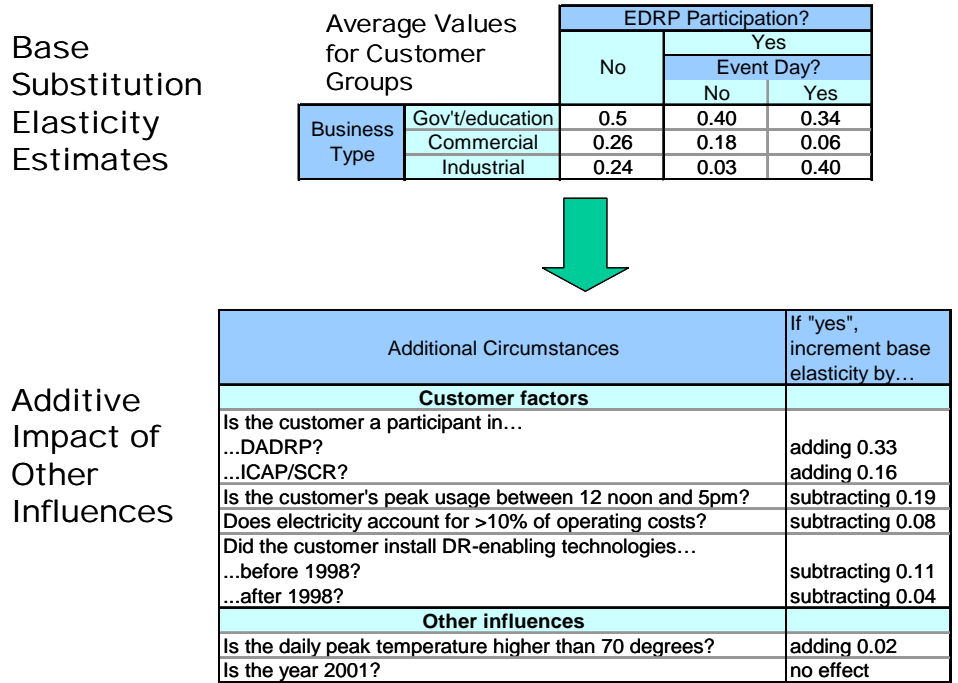 Base
Substitution
Elasticity
Estimates
Average Values
for Customer
Groups
EDRP Participation?
No
Yes
Event Day?
No Yes
Business
Type
Gov't/education 0.5 0.40 0.34
Commercial 0.26 0.18 0.06
Industrial 0.24 0.03 0.40
Additive
Impact of
Other
Influences
Additional Circumstances
If "yes",
increment base
elasticity by…
Customer factors
Is the customer a participant in…
...DADRP? adding 0.33
...ICAP/SCR? adding 0.16
Is the customer's peak usage between 12 noon and 5pm? subtracting 0.19
Does electricity account for >10% of operating costs? subtracting 0.08
Did the customer install DR-enabling technologies…
...before 1998? subtracting 0.11
...after 1998? subtracting 0.04
Other influences
Is the daily peak temperature higher than 70 degrees? adding 0.02
Is the year 2001? no effect